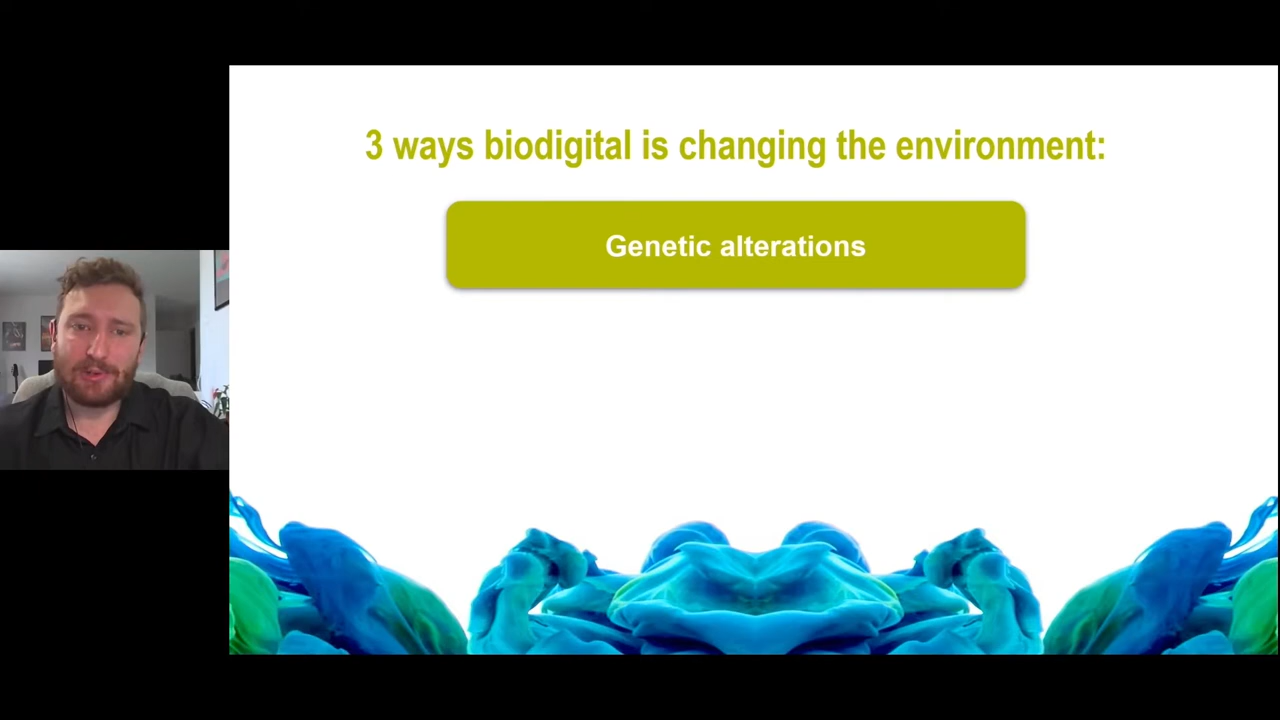 3 ways biodigital is changing the environment:
Genetic alterations